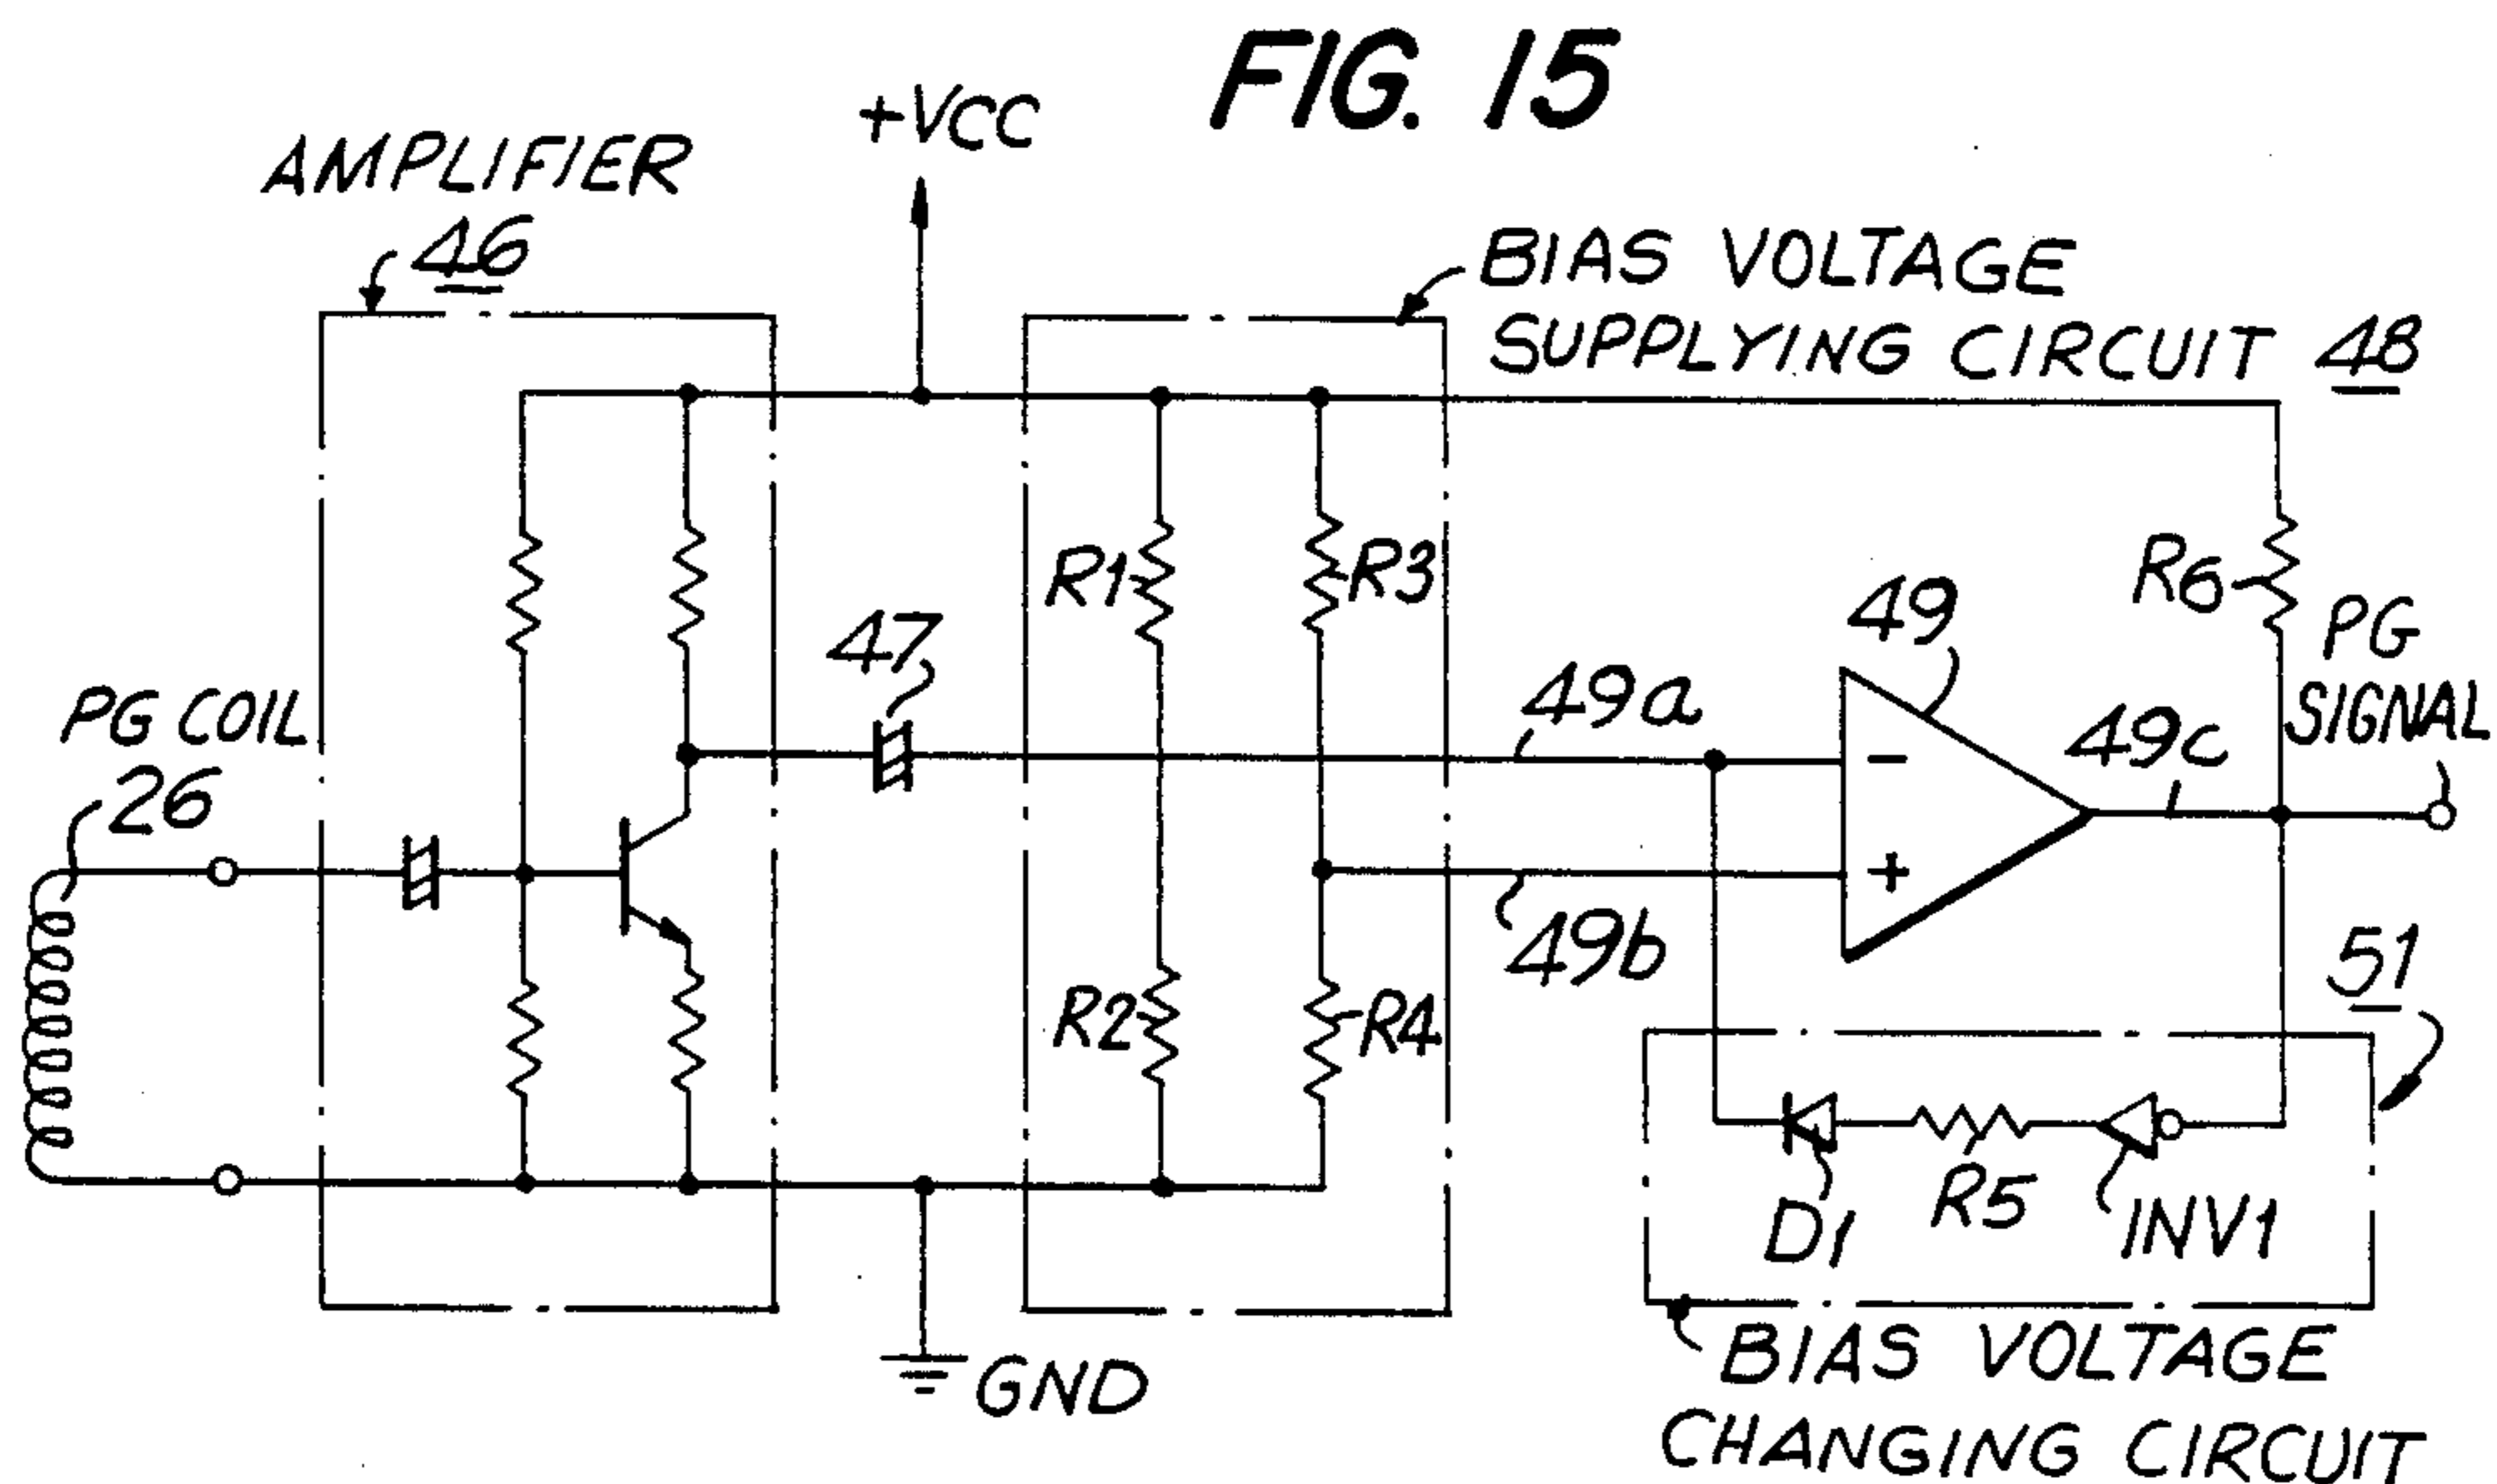 FIG. 15
+VCC
AMPLIFIER
46
BIAS VOLTAGE
SUPPLYING CIRCUIT 48
R1
R3
R6
49
47
49a
PG
SIGNAL
49c
PG COIL
26
49b
51
R2
R4
D1
R5
INV1
GND
BIAS VOLTAGE
CHANGING CIRCUIT
-
+